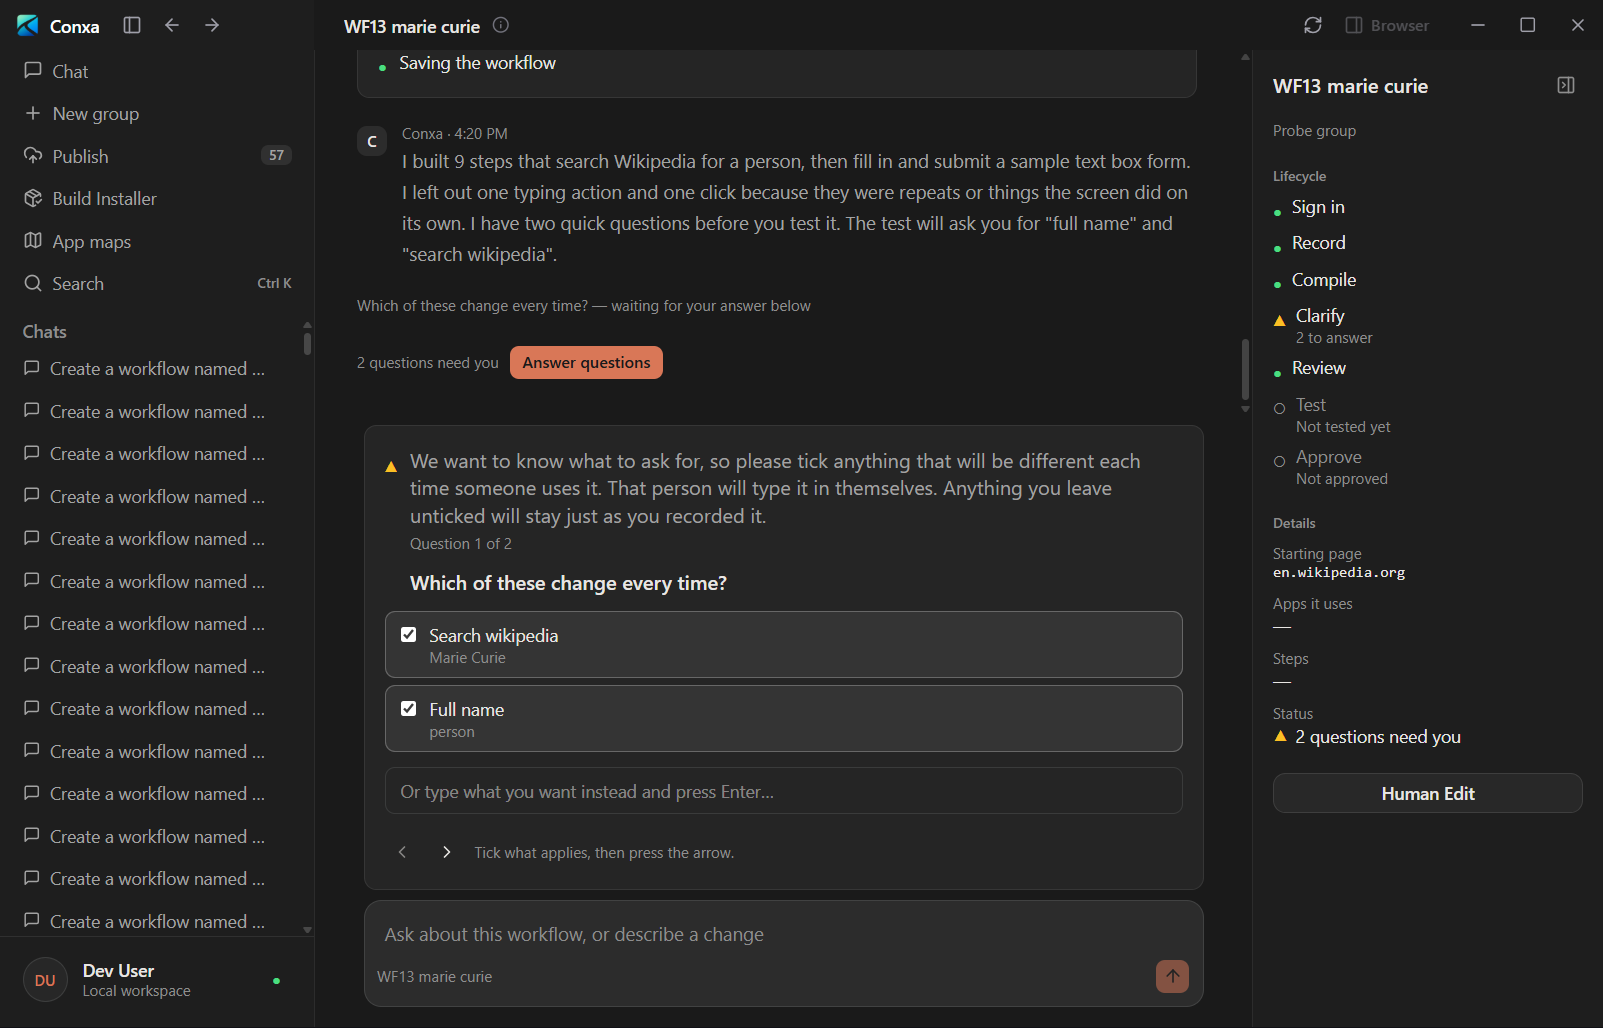 Conxa
Chat
New group
Publish
57
Build Installer
App maps
Search
Ctrl K
Chats
Create a workflow named ...
Create a workflow named ...
Create a workflow named ...
Create a workflow named ...
Create a workflow named ...
Create a workflow named ...
Create a workflow named ...
Create a workflow named ...
Create a workflow named ...
Create a workflow named ...
Create a workflow named ...
Create a workflow named ...
Create a workflow named ...
Create a workflow named ...
DU
Dev User
Local workspace
WF13 marie curie
Browser
Saving the workflow
C
Conxa · 4:20 PM
I built 9 steps that search Wikipedia for a person, then fill in and submit a sample text box form.
I left out one typing action and one click because they were repeats or things the screen did on
its own. I have two quick questions before you test it. The test will ask you for "full name" and
"search wikipedia".
Which of these change every time? — waiting for your answer below
2 questions need you
Answer questions
We want to know what to ask for, so please tick anything that will be different each
time someone uses it. That person will type it in themselves. Anything you leave
unticked will stay just as you recorded it.
Question 1 of 2
Which of these change every time?
Search wikipedia
Marie Curie
Full name
person
Or type what you want instead and press Enter...
Tick what applies, then press the arrow.
Ask about this workflow, or describe a change
WF13 marie curie
WF13 marie curie
Probe group
Lifecycle
Sign in
Record
Compile
Clarify
2 to answer
Review
Test
Not tested yet
Approve
Not approved
Details
Starting page
en.wikipedia.org
Apps it uses
—
Steps
—
Status
2 questions need you
Human Edit